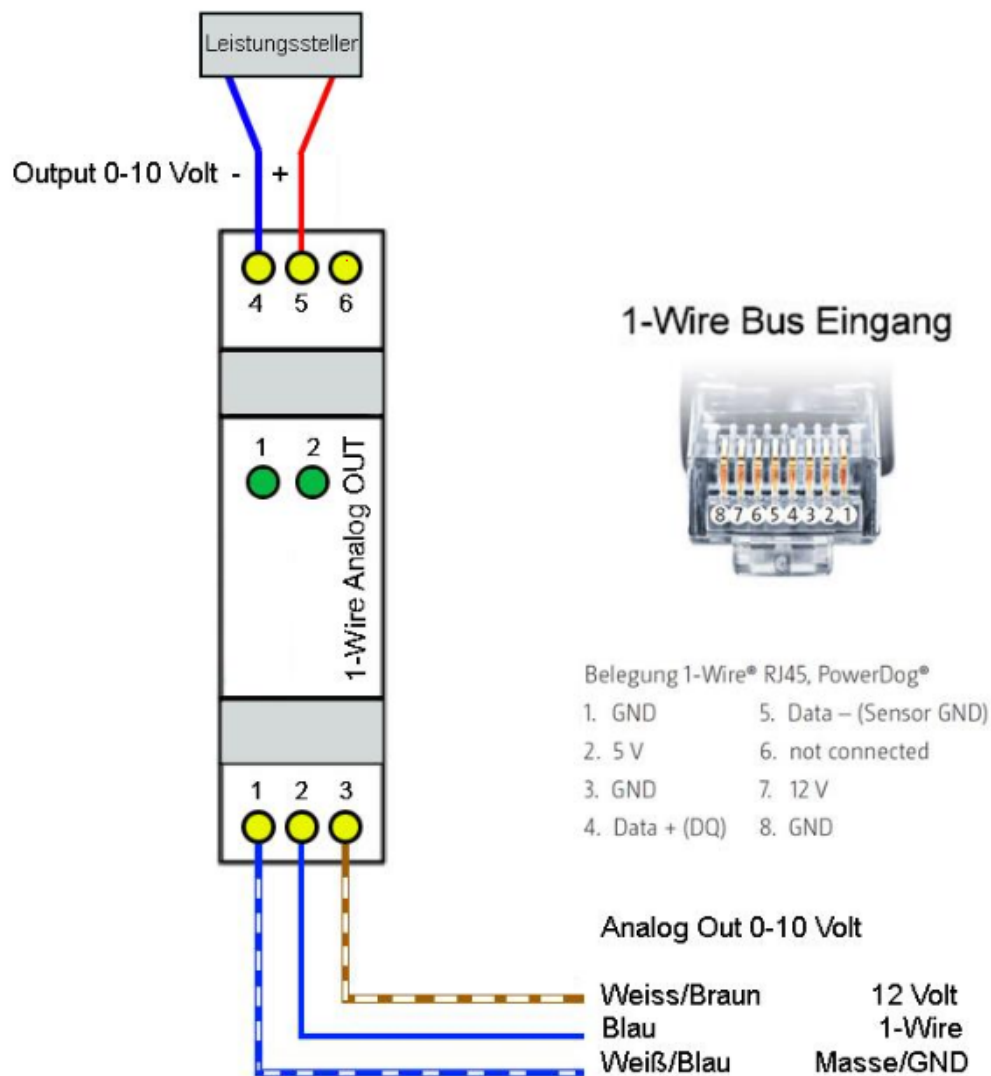 Leistungssteller
Output 0-10 Volt - +
4 5 6
1 2
1-Wire Analog OUT
1 2 3
1-Wire Bus Eingang
8 7 6 5 4 3 2 1
Belegung 1-Wire® RJ45, PowerDog®
1. GND 5. Data – (Sensor GND)
2. 5 V 6. not connected
3. GND 7. 12 V
4. Data + (DQ) 8. GND
Analog Out 0-10 Volt
Weiss/Braun 12 Volt
Blau 1-Wire
Weiß/Blau Masse/GND